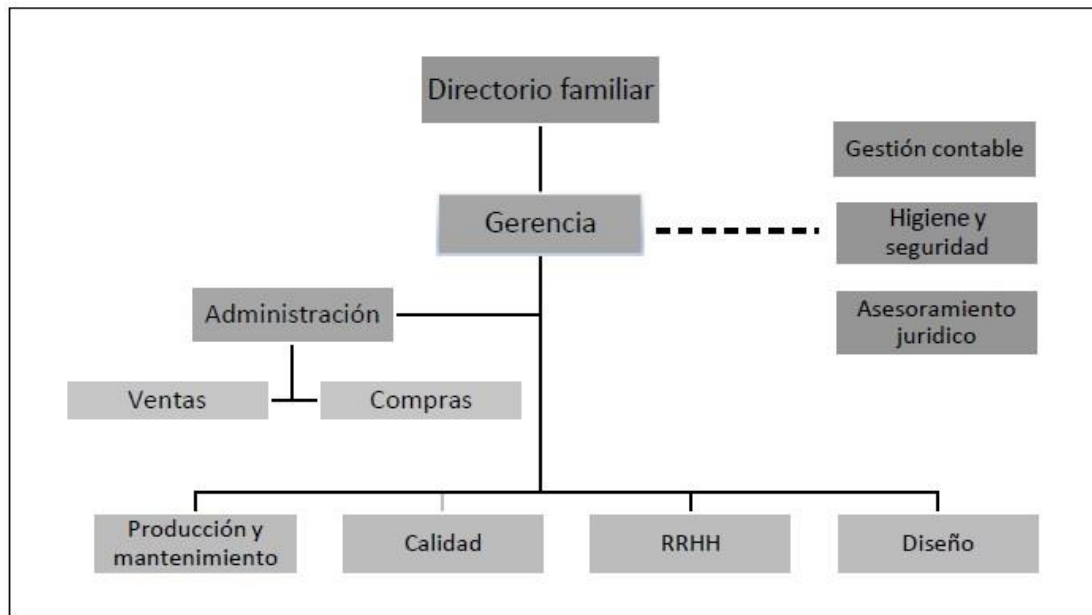 Directorio familiar
Gestión contable
Gerencia
Higiene y
seguridad
Administración
Asesoramiento
juridico
Ventas
Compras
Producción y
mantenimiento
Calidad
RRHH
Diseño